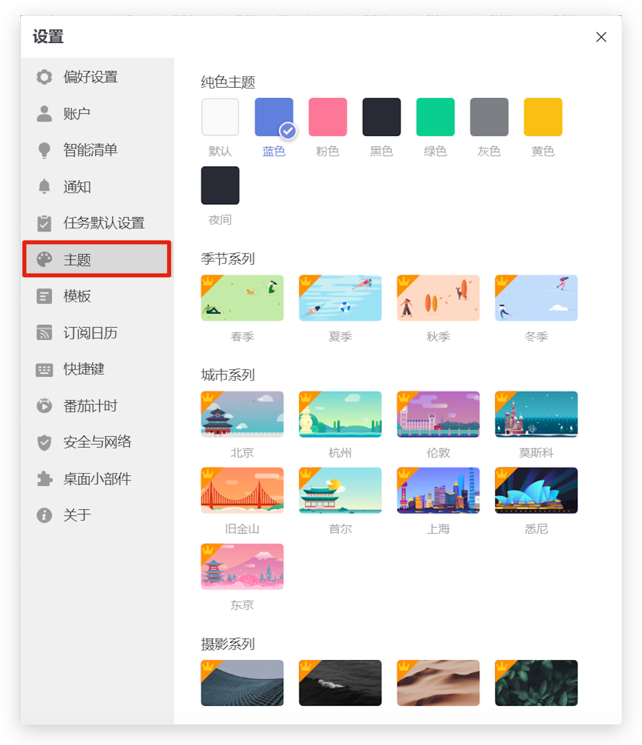 设置
偏好设置
账户
智能清单
通知
任务默认设置
主题
模板
订阅日历
快捷键
番茄计时
安全与网络
桌面小部件
关于
纯色主题
默认 蓝色 粉色 黑色 绿色 灰色 黄色
夜间
季节系列
春季 夏季 秋季 冬季
城市系列
北京 杭州 伦敦 莫斯科
旧金山 首尔 上海 悉尼
东京
摄影系列